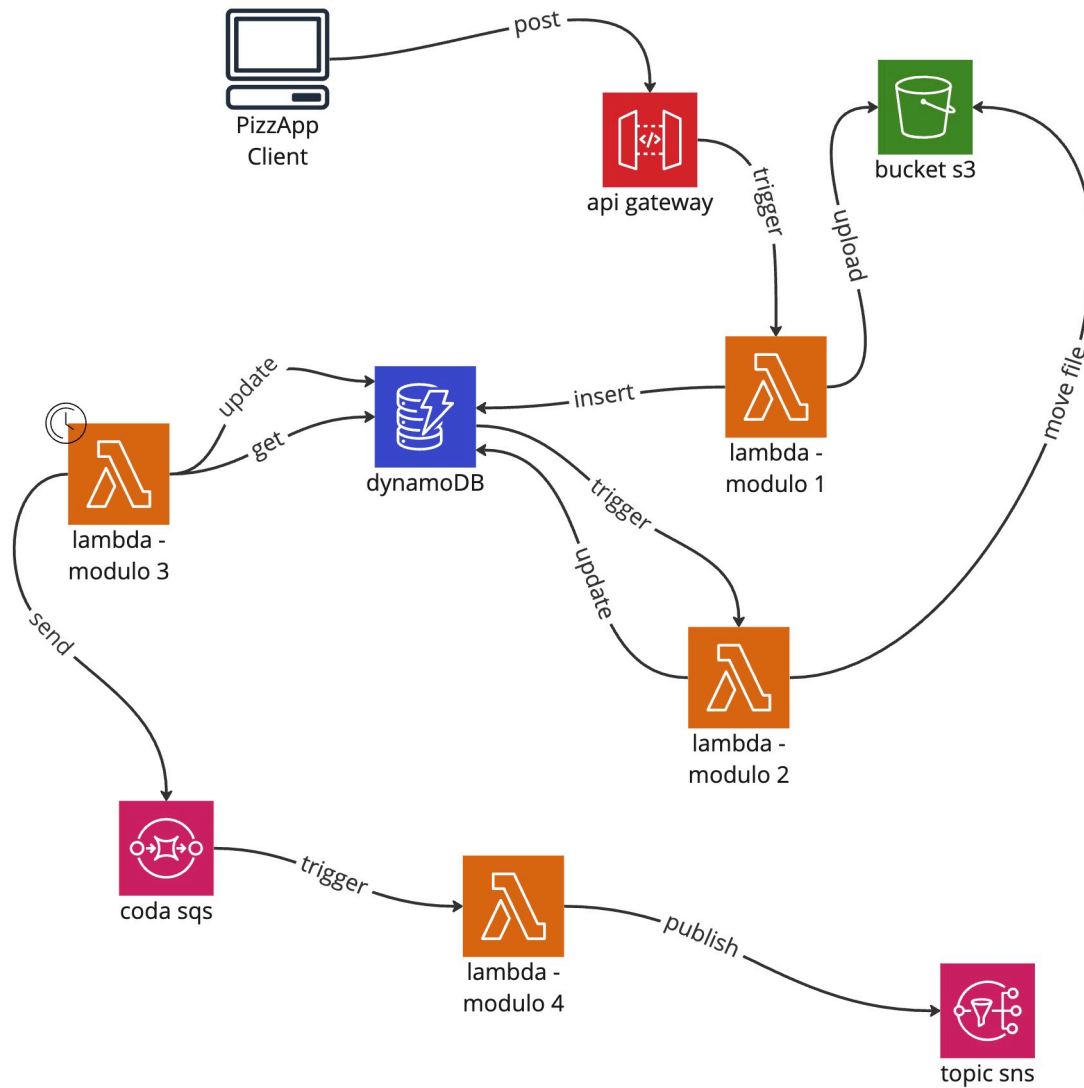 post
PizzApp
Client
api gateway
bucket s3
trigger
upload
move file
update
get
insert
dynamoDB
lambda -
modulo 1
lambda -
modulo 3
trigger
update
send
lambda -
modulo 2
coda sqs
trigger
lambda -
modulo 4
publish
topic sns